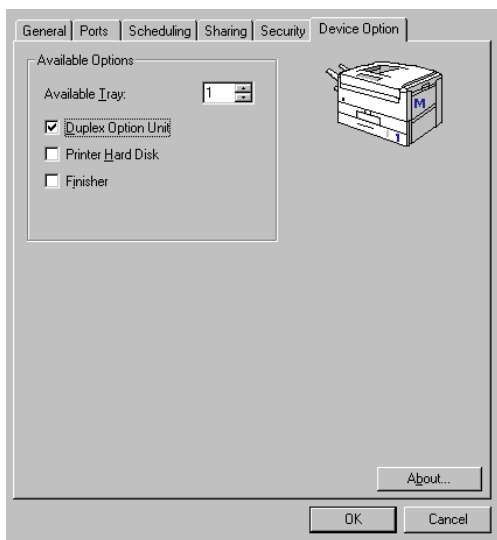 General Ports Scheduling Sharing Security Device Option
Available Options
Available Tray: 1
Duplex Option Unit
Printer Hard Disk
Finisher
M
1
About...
OK Cancel